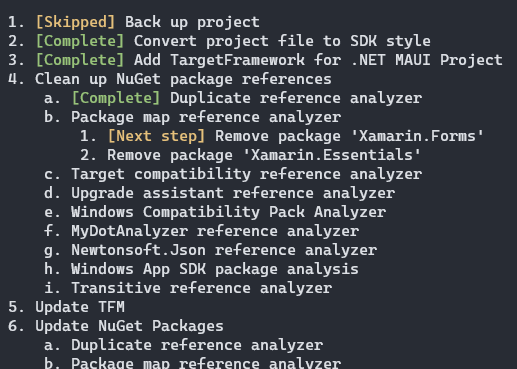 1. [Skipped] Back up project
2. [Complete] Convert project file to SDK style
3. [Complete] Add TargetFramework for .NET MAUI Project
4. Clean up NuGet package references
a. [Complete] Duplicate reference analyzer
b. Package map reference analyzer
1. [Next step] Remove package 'Xamarin.Forms'
2. Remove package 'Xamarin.Essentials'
c. Target compatibility reference analyzer
d. Upgrade assistant reference analyzer
e. Windows Compatibility Pack Analyzer
f. MyDotAnalyzer reference analyzer
g. Newtonsoft.Json reference analyzer
h. Windows App SDK package analysis
i. Transitive reference analyzer
5. Update TFM
6. Update NuGet Packages
a. Duplicate reference analyzer
b. Package map reference analyzer